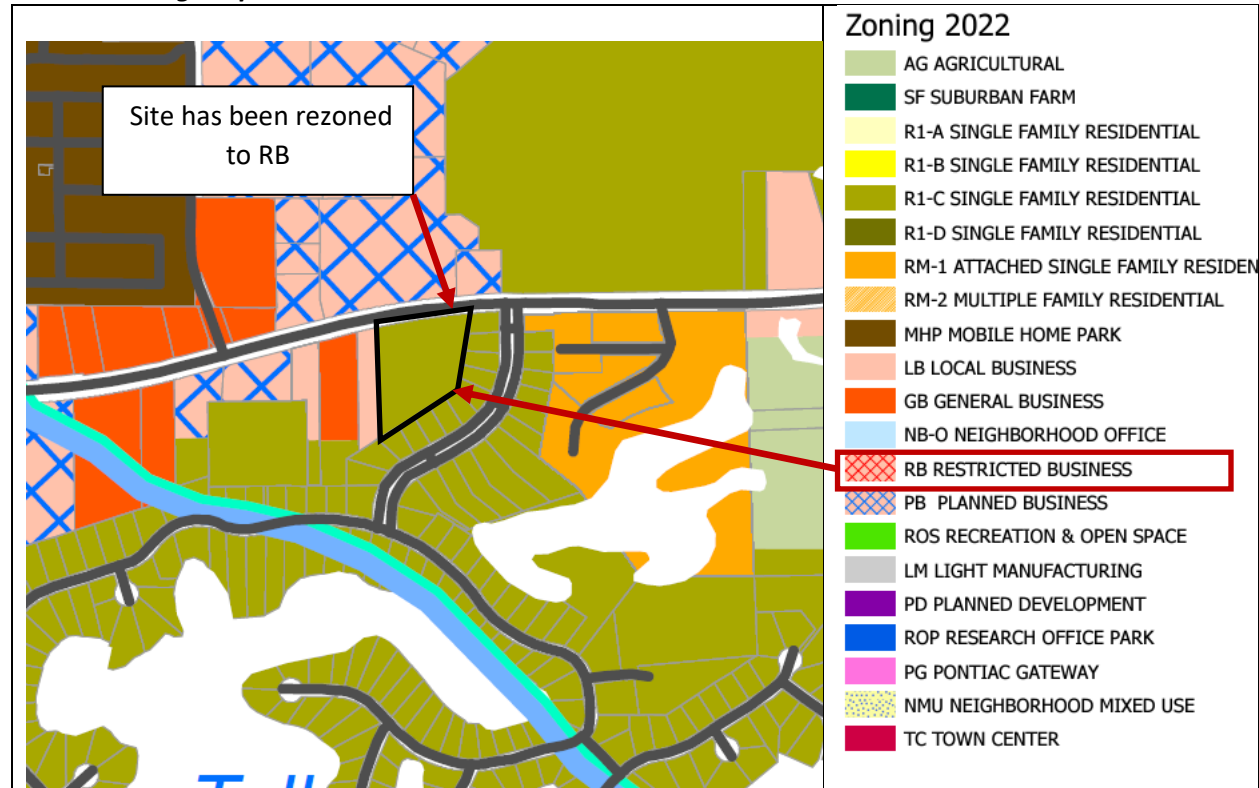 Site has been rezoned
to RB
Zoning 2022
AG AGRICULTURAL
SF SUBURBAN FARM
R1-A SINGLE FAMILY RESIDENTIAL
R1-B SINGLE FAMILY RESIDENTIAL
R1-C SINGLE FAMILY RESIDENTIAL
R1-D SINGLE FAMILY RESIDENTIAL
RM-1 ATTACHED SINGLE FAMILY RESIDEN
RM-2 MULTIPLE FAMILY RESIDENTIAL
MHP MOBILE HOME PARK
LB LOCAL BUSINESS
GB GENERAL BUSINESS
NB-O NEIGHBORHOOD OFFICE
RB RESTRICTED BUSINESS
PB PLANNED BUSINESS
ROS RECREATION & OPEN SPACE
LM LIGHT MANUFACTURING
PD PLANNED DEVELOPMENT
ROP RESEARCH OFFICE PARK
PG PONTIAC GATEWAY
NMU NEIGHBORHOOD MIXED USE
TC TOWN CENTER